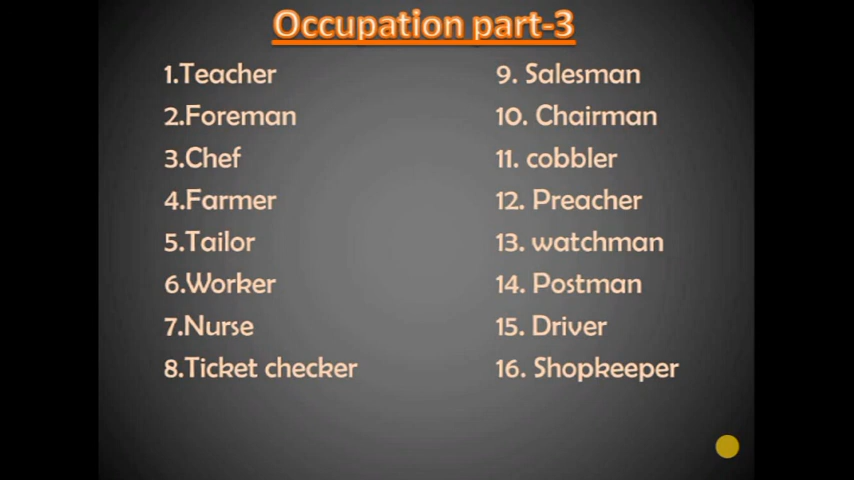 Occupation part-3
1.Teacher
2.Foreman
3.Chef
4.Farmer
5.Tailor
6.Worker
7.Nurse
8.Ticket checker
9. Salesman
10. Chairman
11. cobbler
12. Preacher
13. watchman
14. Postman
15. Driver
16. Shopkeeper